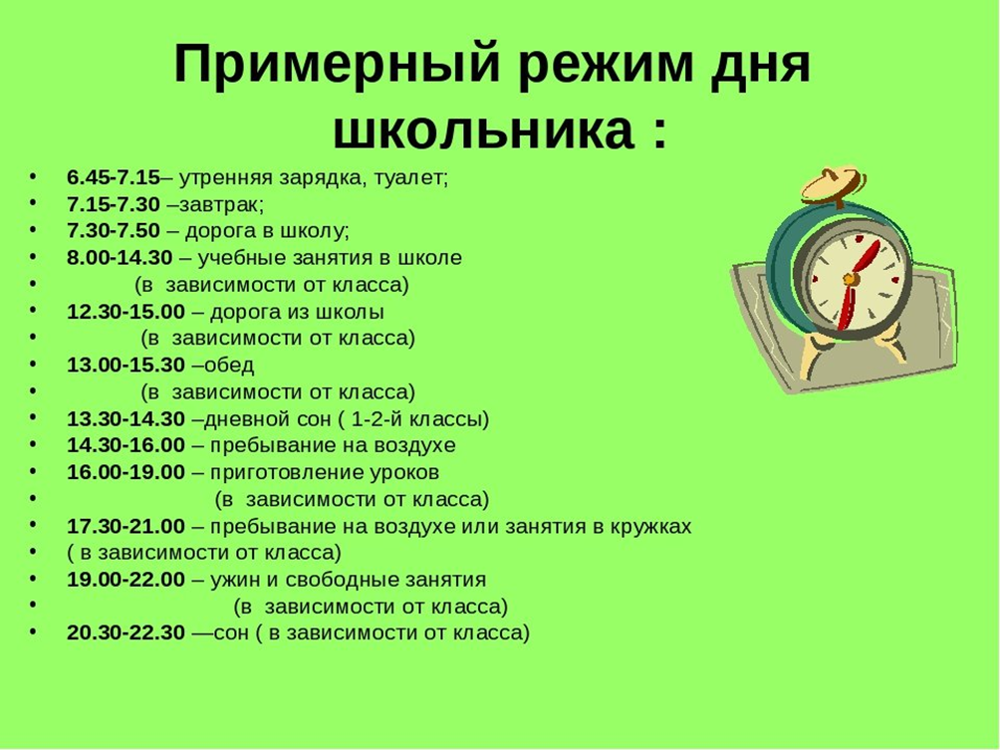 Примерный режим дня
школьника :
• 6.45-7.15– утренняя зарядка, туалет;
• 7.15-7.30 –завтрак;
• 7.30-7.50 – дорога в школу;
• 8.00-14.30 – учебные занятия в школе
• (в  зависимости от класса)
• 12.30-15.00 – дорога из школы
• (в  зависимости от класса)
• 13.00-15.30 –обед
• (в  зависимости от класса)
• 13.30-14.30 –дневной сон ( 1-2-й классы)
• 14.30-16.00 – пребывание на воздухе
• 16.00-19.00 – приготовление уроков
• (в  зависимости от класса)
• 17.30-21.00 – пребывание на воздухе или занятия в кружках
• ( в зависимости от класса)
• 19.00-22.00 – ужин и свободные занятия
• (в  зависимости от класса)
• 20.30-22.30 —сон ( в зависимости от класса)